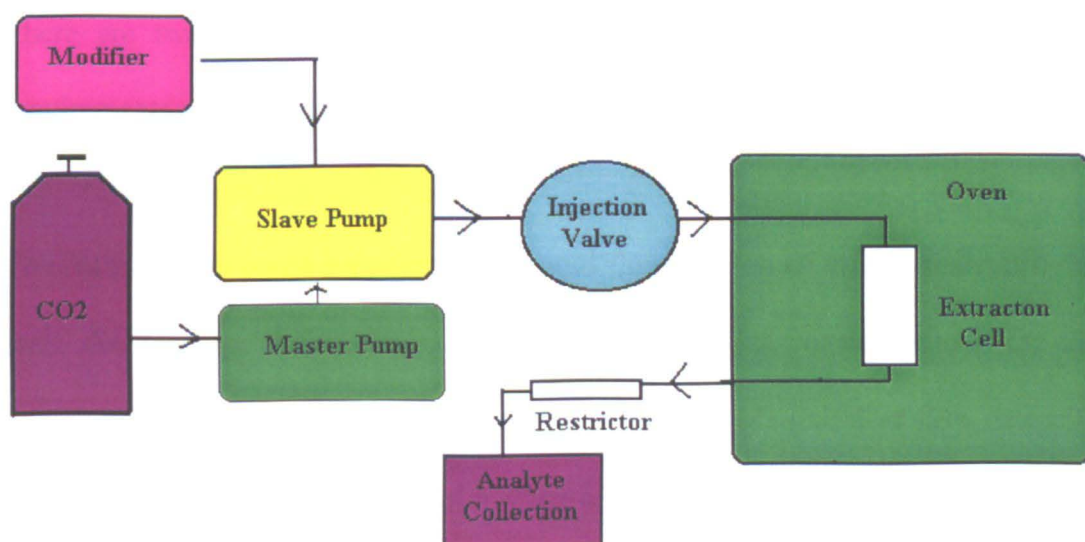 Modifier
Slave Pump
Injection
Valve
Oven
CO2
Master Pump
Extracton
Cell
Restrictor
Analyte
Collection